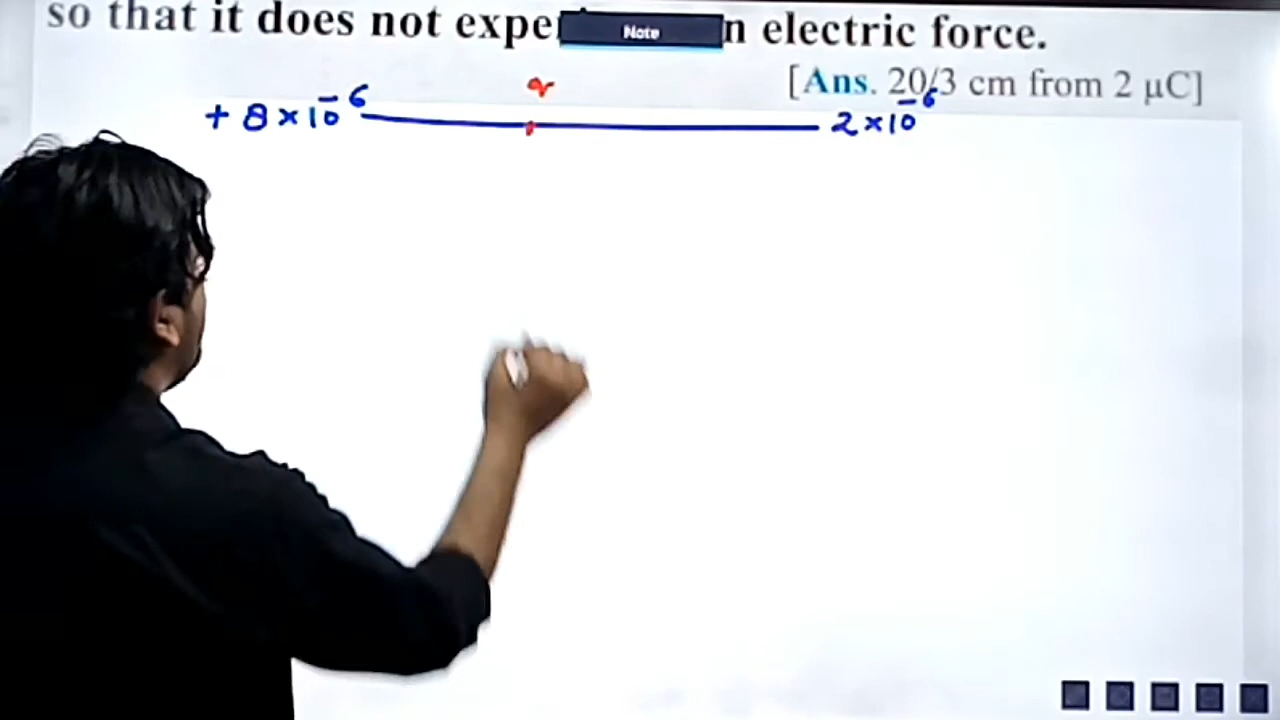 so that it does not expe
Note
n electric force.
[Ans. 20/3 cm from 2 μC]
q
+ 8 × 10⁻⁶
2 × 10⁻⁶